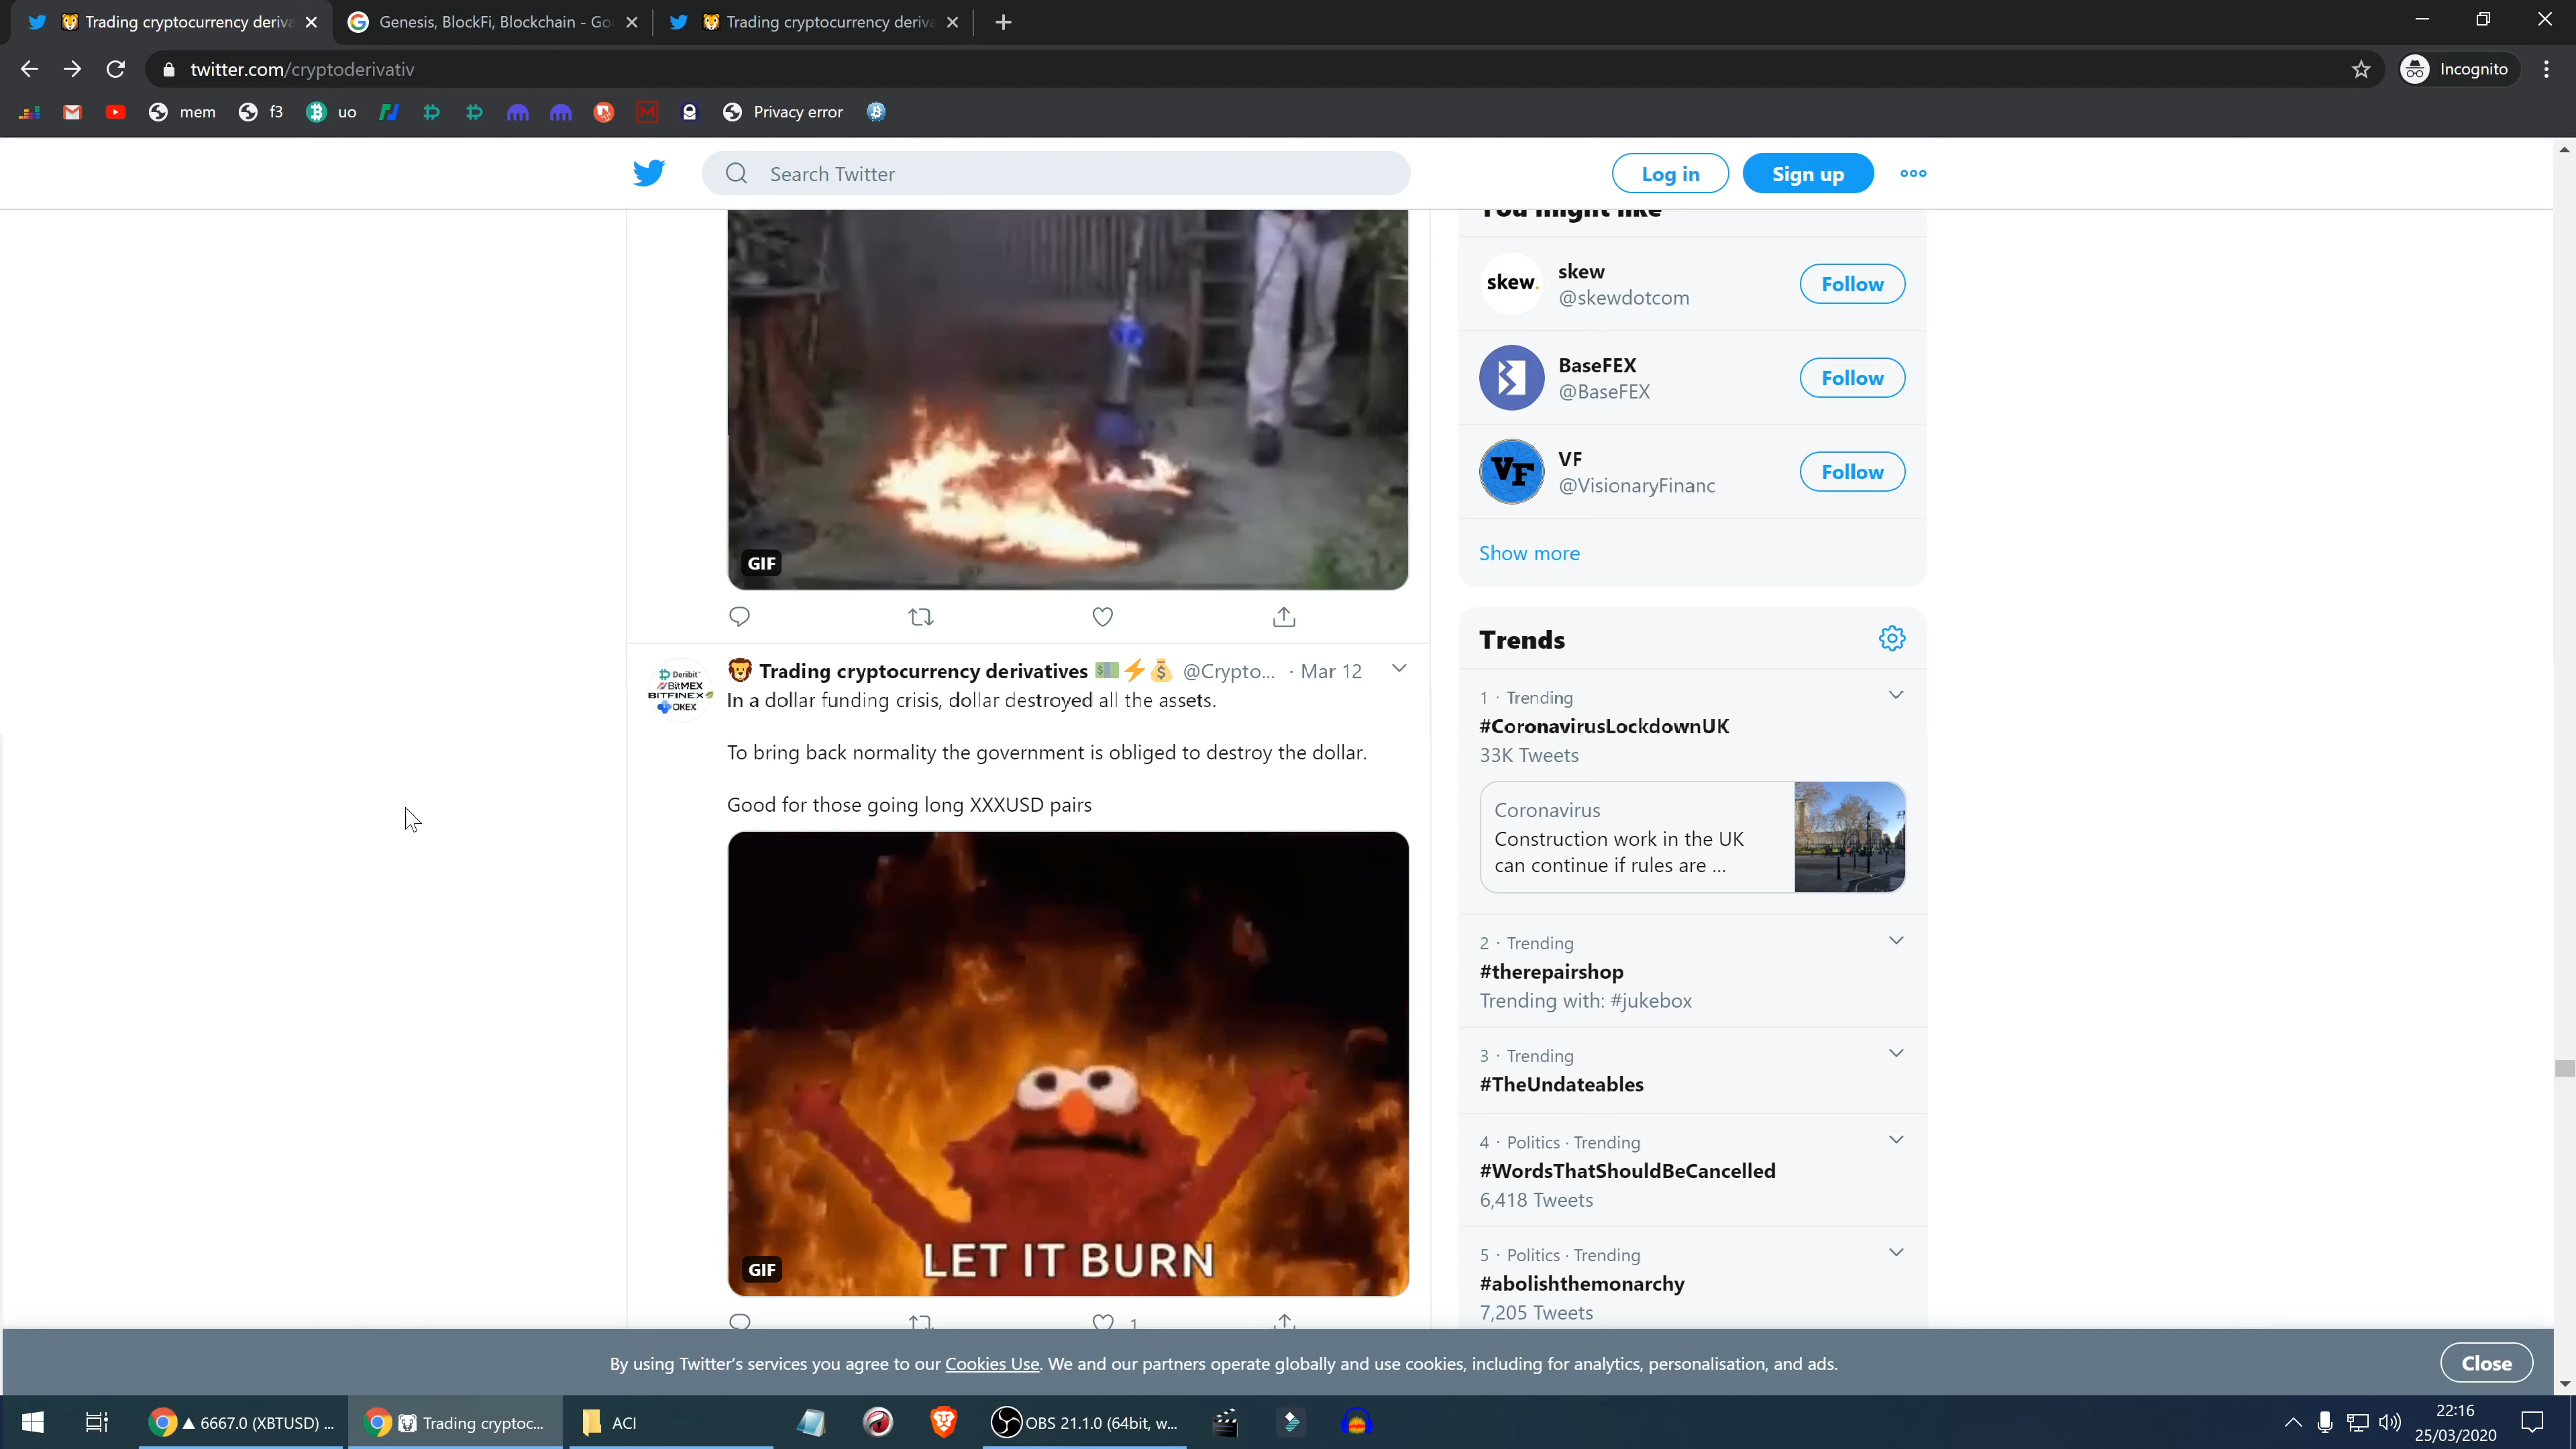 Trading cryptocurrency deriva
Genesis, BlockFi, Blockchain - Go
Trading cryptocurrency deriva
twitter.com/cryptoderivativ
Incognito
mem
f3
uo
Privacy error
Search Twitter
Log in
Sign up
You might like
skew.
skew
@skewdotcom
Follow
BaseFEX
@BaseFEX
Follow
VF
VF
@VisionaryFinanc
Follow
Show more
GIF
Trends
Deribit
BitMEX
BITFINEX
OKEX
Trading cryptocurrency derivatives 💵⚡💰 @Crypto... · Mar 12
In a dollar funding crisis, dollar destroyed all the assets.
To bring back normality the government is obliged to destroy the dollar.
Good for those going long XXXUSD pairs
LET IT BURN
GIF
1
1 · Trending
#CoronavirusLockdownUK
33K Tweets
Coronavirus
Construction work in the UK
can continue if rules are ...
2 · Trending
#therepairshop
Trending with: #jukebox
3 · Trending
#TheUndateables
4 · Politics · Trending
#WordsThatShouldBeCancelled
6,418 Tweets
5 · Politics · Trending
#abolishthemonarchy
7,205 Tweets
By using Twitter's services you agree to our Cookies Use. We and our partners operate globally and use cookies, including for analytics, personalisation, and ads.
Close
▲ 6667.0 (XBTUSD) ...
Trading cryptoc...
ACI
OBS 21.1.0 (64bit, w...
22:16
25/03/2020